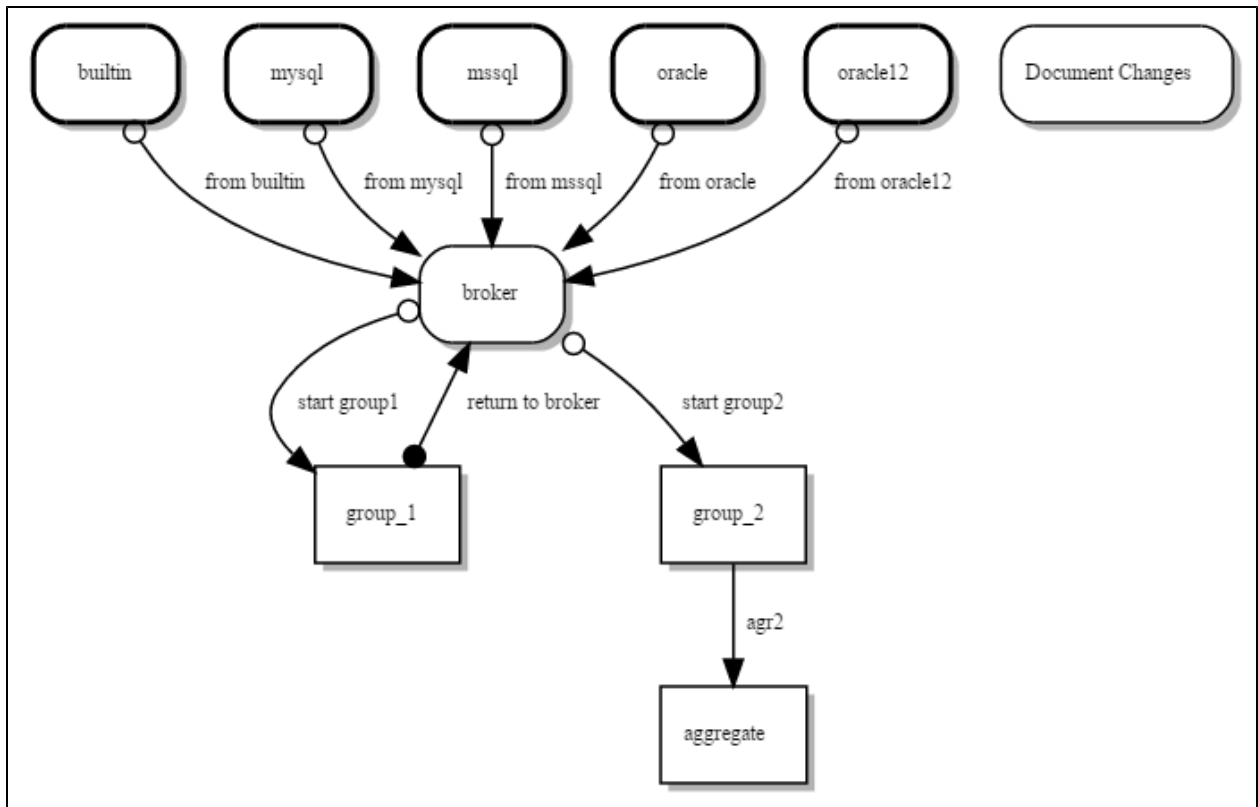 builtin
mysql
mssql
oracle
oracle12
Document Changes
from builtin
from mysql
from mssql
from oracle
from oracle12
broker
start group1
return to broker
start group2
group_1
group_2
agr2
aggregate